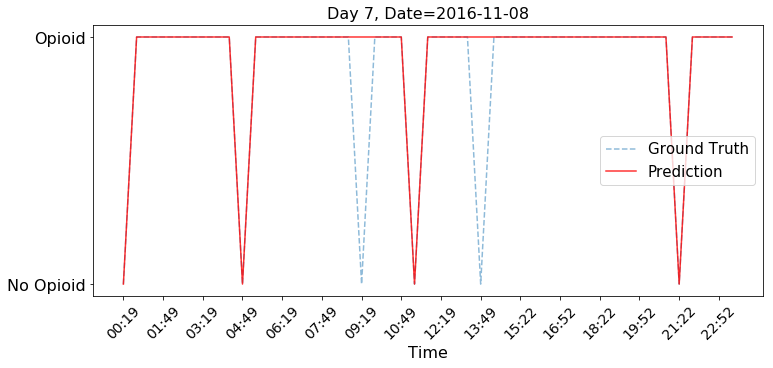 Day 7, Date=2016-11-08
Opioid
No Opioid
Ground Truth
Prediction
00:19 01:49 03:19 04:49 06:19 07:49 09:19 10:49 12:19 13:49 15:22 16:52 18:22 19:52 21:22 22:52
Time